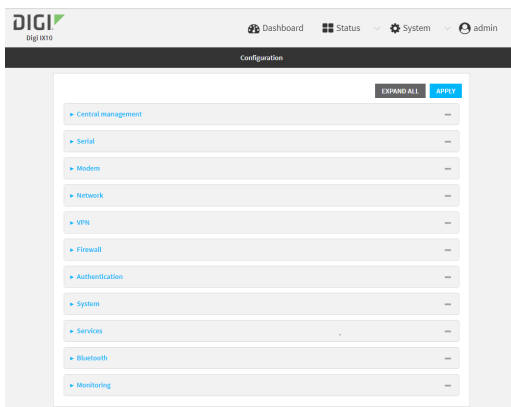 DIGI
Digi IX10
Dashboard
Status
System
admin
Configuration
EXPAND ALL
APPLY
Central management
Serial
Modem
Network
VPN
Firewall
Authentication
System
Services
Bluetooth
Monitoring